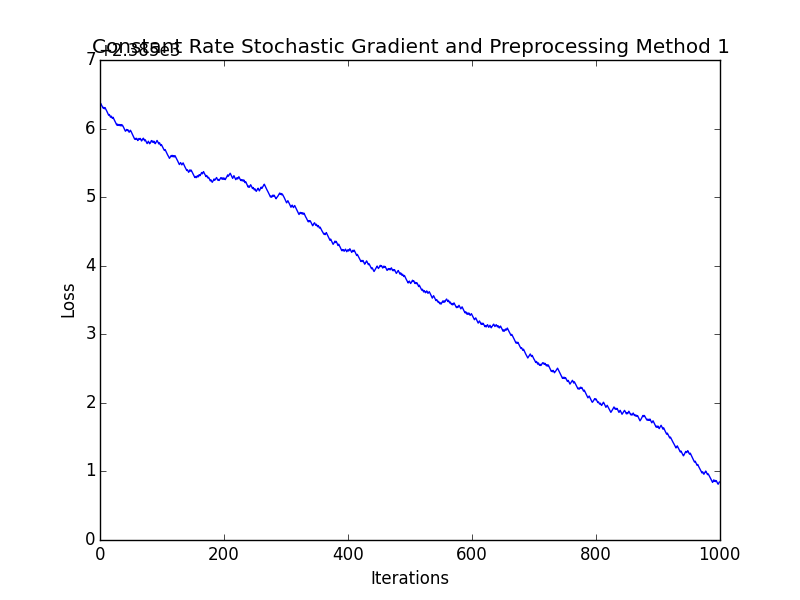 Constant Rate Stochastic Gradient and Preprocessing Method 1
+2.385e3
7
6
5
4
3
2
1
0
Loss
0 200 400 600 800 1000
Iterations